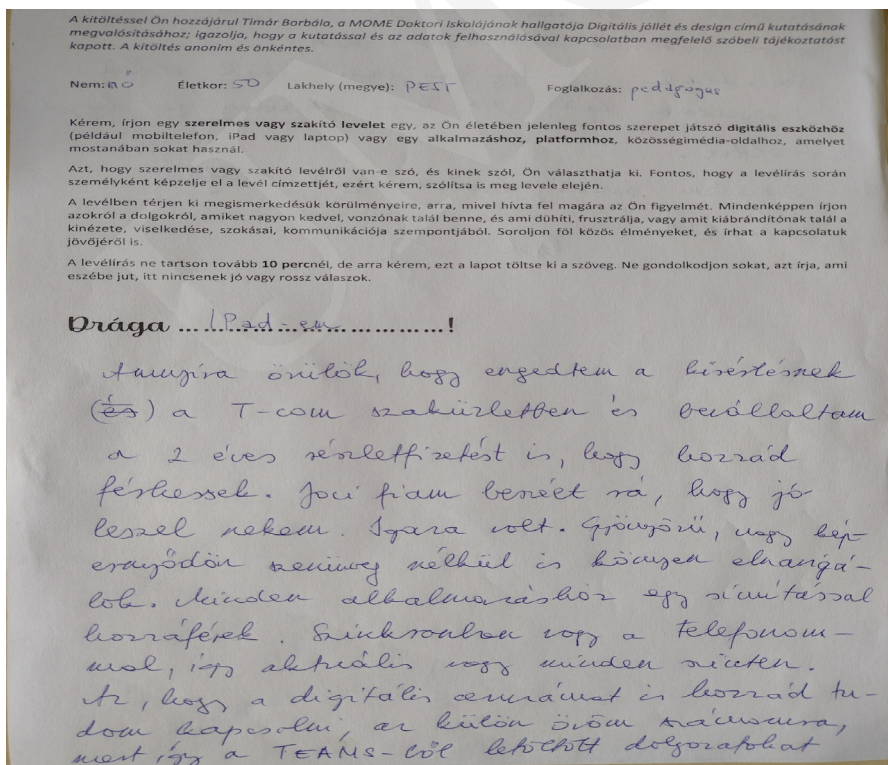 A kitöltéssel Ön hozzájárul Timár Borbála, a MOME Doktori Iskolájának hallgatója Digitális jóllét és design című kutatásának
megvalósításához; igazolja, hogy a kutatással és az adatok felhasználásával kapcsolatban megfelelő szóbeli tájékoztatást
kapott. A kitöltés anonim és önkéntes.
Nem: nő Életkor: 50 Lakhely (megye): PEST Foglalkozás: pedagógus
Kérem, írjon egy szerelmes vagy szakító levelet egy, az Ön életében jelenleg fontos szerepet játszó digitális eszközhöz
(például mobiltelefon, iPad vagy laptop) vagy egy alkalmazáshoz, platformhoz, közösségimédia-oldalhoz, amelyet
mostanában sokat használ.
Azt, hogy szerelmes vagy szakító levélről van-e szó, és kinek szól, Ön választhatja ki. Fontos, hogy a levélírás során
személyként képzelje el a levél címzettjét, ezért kérem, szólítsa is meg levele elején.
A levélben térjen ki megismerkedésük körülményeire, arra, mivel hívta fel magára az Ön figyelmét. Mindenképpen írjon
azokról a dolgokról, amiket nagyon kedvel, vonzónak talál benne, és ami dühíti, frusztrálja, vagy amit kiábrándítónak talál a
kinézete, viselkedése, szokásai, kommunikációja szempontjából. Soroljon föl közös élményeket, és írhat a kapcsolatuk
jövőjéről is.
A levélírás ne tartson tovább 10 percnél, de arra kérem, ezt a lapot töltse ki a szöveg. Ne gondolkodjon sokat, azt írja, ami
eszébe jut, itt nincsenek jó vagy rossz válaszok.
Drága ... IPad-em ...!
Annyira örülök, hogy engedtem a kísértésnek
(és) a T-com szaküzletben és bevállaltam
a 2 éves részletfizetést is, hogy hozzád
férhessek. Joci fiam beszélt rá, hogy jó
leszel nekem. Igaza volt. Gyönyörű, nagy kép-
ernyődön szemüveg nélkül is könnyen elnavigá-
lok. Minden alkalmazáshoz egy simítással
hozzáférek. Szinkronban vagy a telefonom-
mal, így aktuális vagy minden szinten.
Az, hogy a digitális ceruzámat is hozzád tu-
dom kapcsolni, az külön öröm számomra,
mert így a TEAMS-ből letöltött dolgozatokat